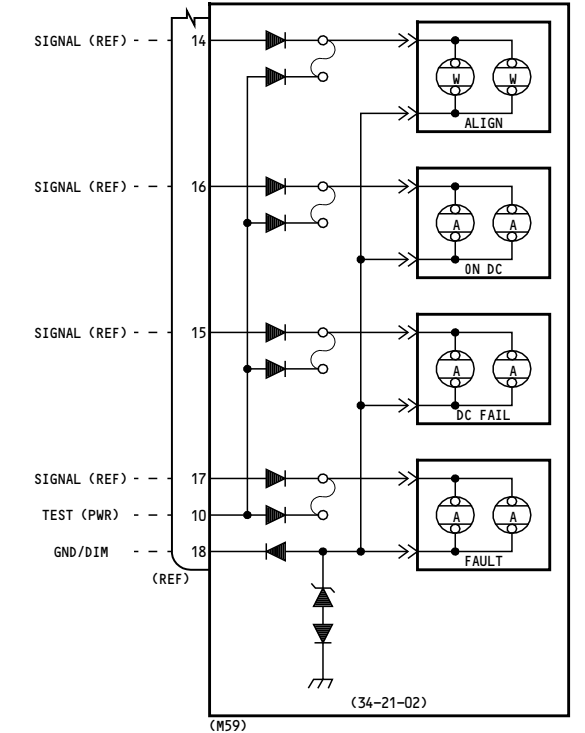 SIGNAL (REF) 14
W W
ALIGN
SIGNAL (REF) 16
A A
ON DC
SIGNAL (REF) 15
A A
DC FAIL
SIGNAL (REF) 17
TEST (PWR) 10
A A
GND/DIM 18
FAULT
(REF)
(34-21-02)
(M59)